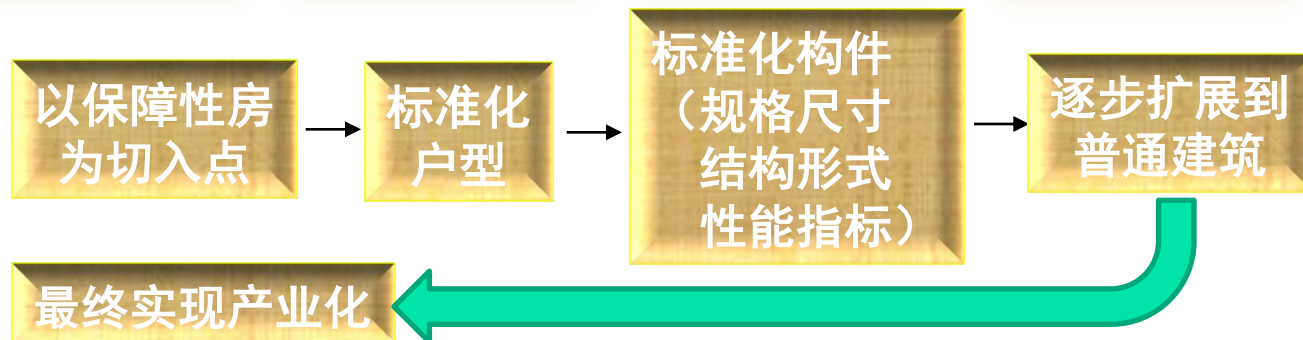 以保障性房
为切入点
标准化
户型
标准化构件
（规格尺寸
结构形式
性能指标）
逐步扩展到
普通建筑
最终实现产业化